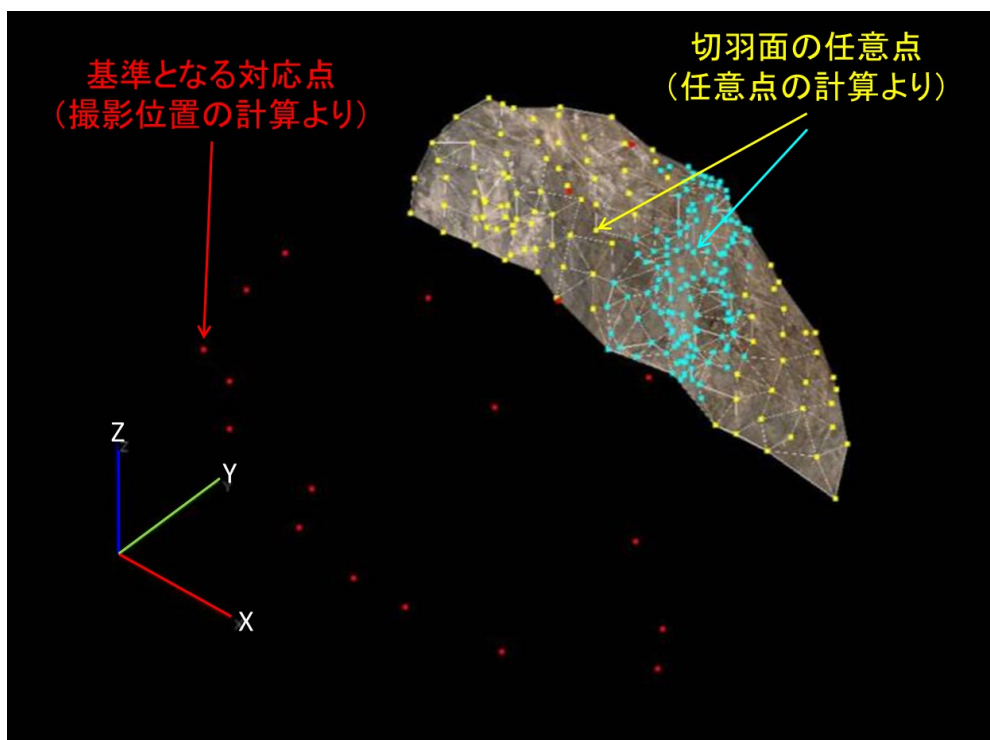 基準となる対応点
（撮影位置の計算より）
切羽面の任意点
（任意点の計算より）
Z
Y
X